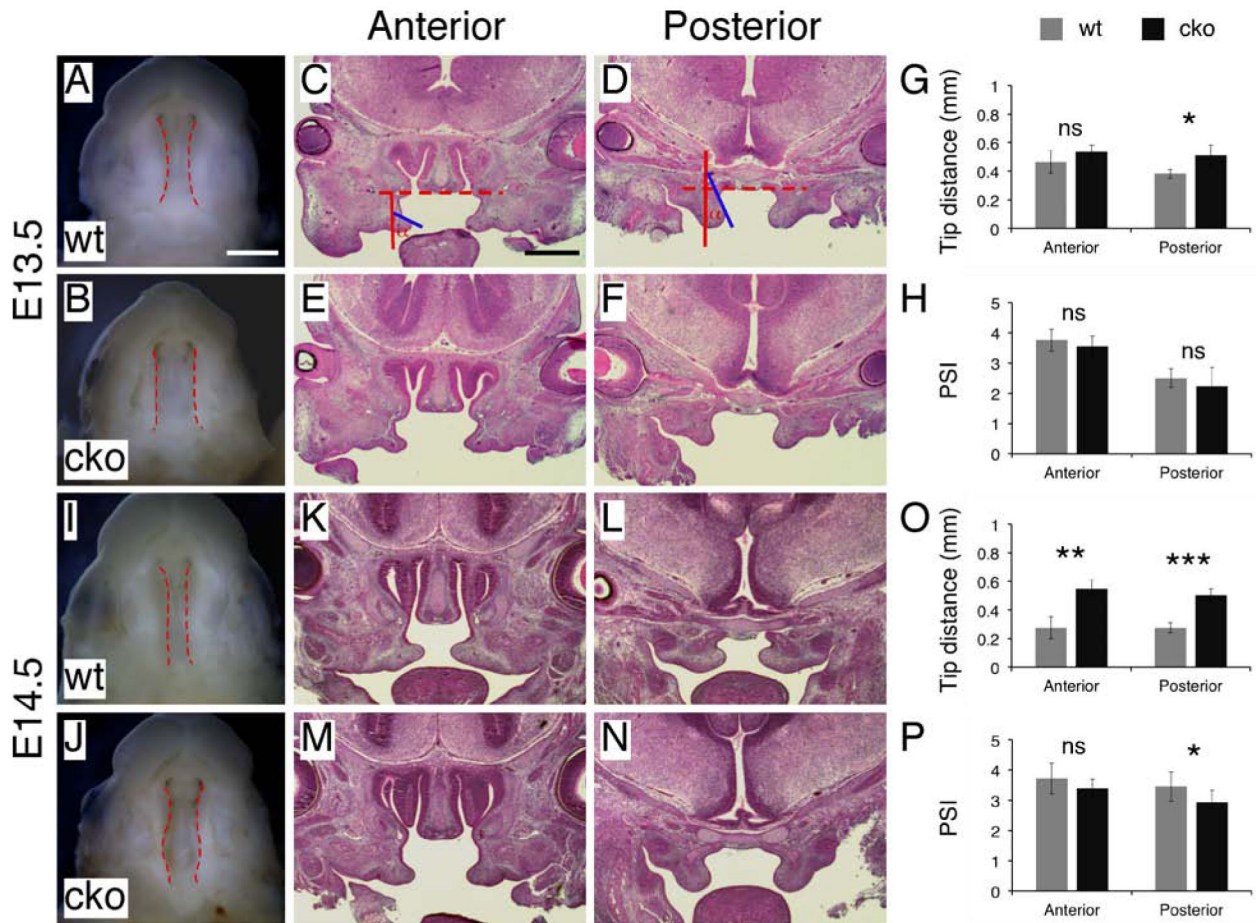 Anterior Posterior
wt cko
E13.5
A
wt
C
α
D
α
G
Tip distance (mm)
1
0.8
0.6
0.4
0.2
0
ns
*
Anterior Posterior
B
cko
E
F
H
PSI
5
4
3
2
1
0
ns
ns
Anterior Posterior
E14.5
I
wt
K
L
O
Tip distance (mm)
1
0.8
0.6
0.4
0.2
0
**
***
Anterior Posterior
J
cko
M
N
P
PSI
5
4
3
2
1
0
ns
*
Anterior Posterior